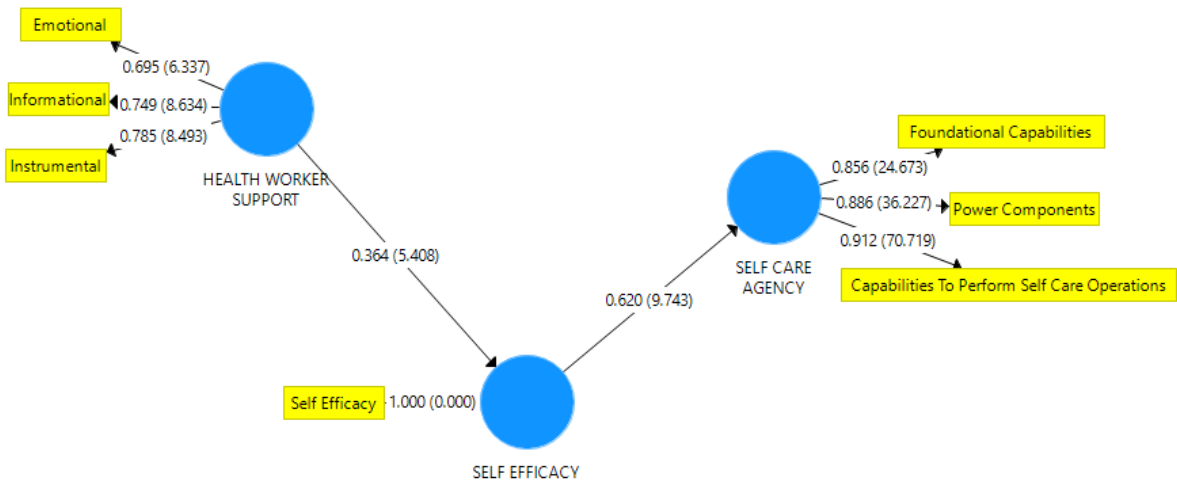 Emotional
0.695 (6.337)
Informational
0.749 (8.634)
0.785 (8.493)
Instrumental
HEALTH WORKER
SUPPORT
0.364 (5.408)
Foundational Capabilities
0.856 (24.673)
0.886 (36.227)
Power Components
0.912 (70.719)
SELF CARE
AGENCY
Capabilities To Perform Self Care Operations
0.620 (9.743)
Self Efficacy
1.000 (0.000)
SELF EFFICACY